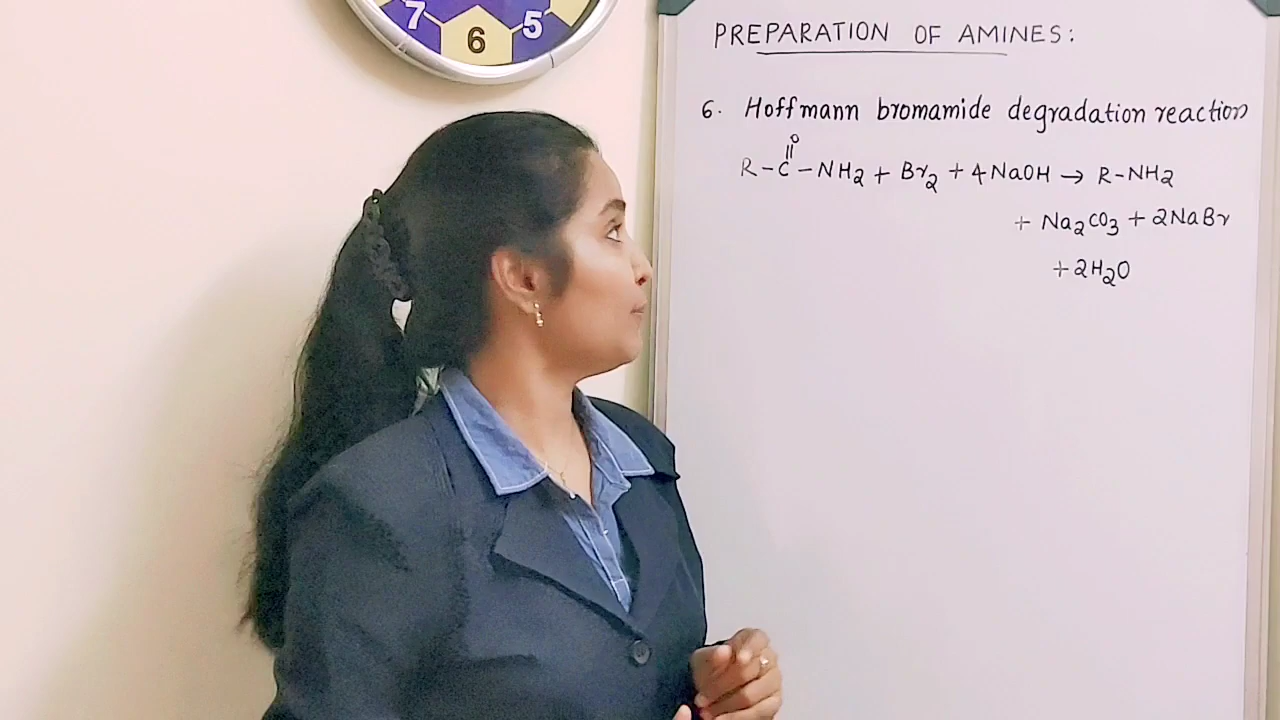 7 6 5
PREPARATION OF AMINES:
6. Hoffmann bromamide degradation reaction
O
R-C-NH2 + Br2 + 4NaOH → R-NH2
+ Na2CO3 + 2NaBr
+ 2H2O